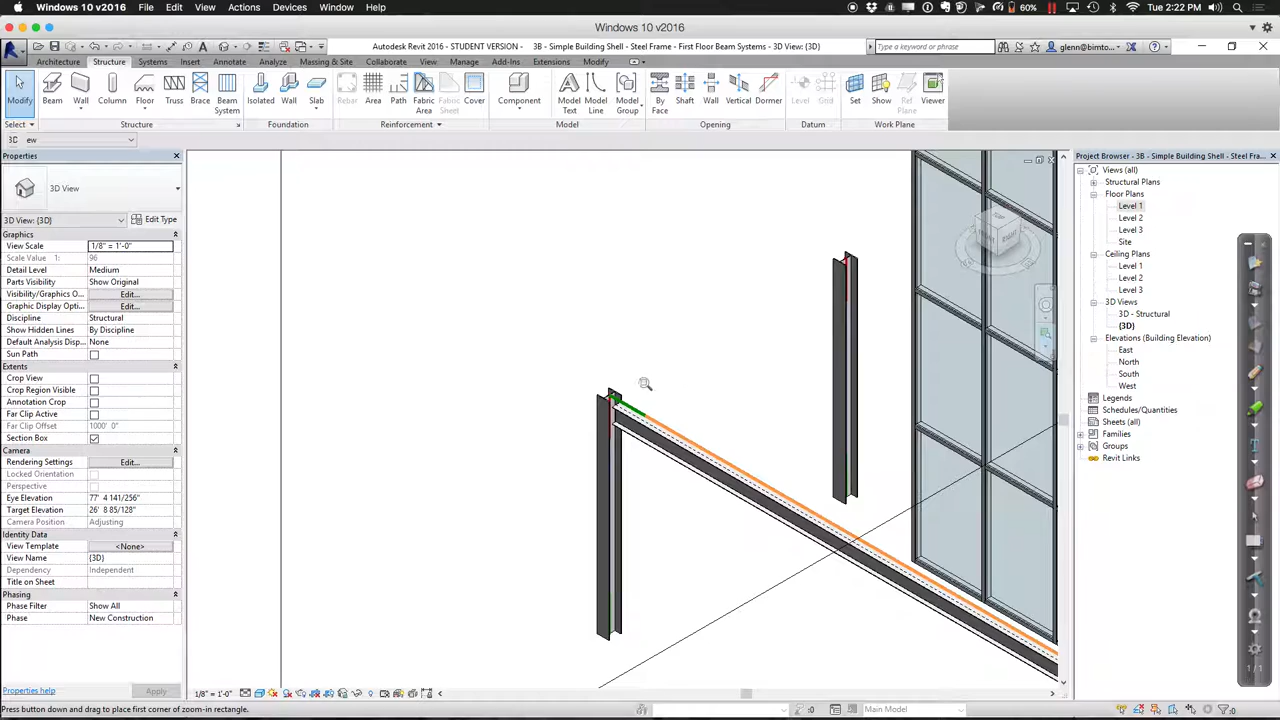 Windows 10 v2016 File Edit View Actions Devices Window Help 60% Tue 2:22 PM
Windows 10 v2016
Autodesk Revit 2016 - STUDENT VERSION - 3B - Simple Building Shell - Steel Frame - First Floor Beam Systems - 3D View: {3D} Type a keyword or phrase glenn@bimto...
Architecture Structure Systems Insert Annotate Analyze Massing & Site Collaborate View Manage Add-Ins Extensions Modify
Modify Beam Wall Column Floor Truss Brace Beam System Isolated Wall Slab Rebar Area Path Fabric Area Fabric Sheet Cover Component Model Text Model Line Model Group By Face Shaft Wall Vertical Dormer Level Grid Set Show Ref Plane Viewer
Select Structure Foundation Reinforcement Model Opening Datum Work Plane
3D ew
Properties
3D View
3D View: {3D} Edit Type
Graphics
View Scale 1/8" = 1'-0"
Scale Value 1: 96
Detail Level Medium
Parts Visibility Show Original
Visibility/Graphics O... Edit...
Graphic Display Opti... Edit...
Discipline Structural
Show Hidden Lines By Discipline
Default Analysis Disp... None
Sun Path
Extents
Crop View
Crop Region Visible
Annotation Crop
Far Clip Active
Far Clip Offset 1000' 0"
Section Box
Camera
Rendering Settings Edit...
Locked Orientation
Perspective
Eye Elevation 77' 4 141/256"
Target Elevation 26' 8 85/128"
Camera Position Adjusting
Identity Data
View Template <None>
View Name {3D}
Dependency Independent
Title on Sheet
Phasing
Phase Filter Show All
Phase New Construction
Properties help Apply
FRONT RIGHT
Project Browser - 3B - Simple Building Shell - Steel Fra...
Views (all)
Structural Plans
Floor Plans
Level 1
Level 2
Level 3
Site
Ceiling Plans
Level 1
Level 2
Level 3
3D Views
3D - Structural
{3D}
Elevations (Building Elevation)
East
North
South
West
Legends
Schedules/Quantities
Sheets (all)
Families
Groups
Revit Links
1/1
1/8" = 1'-0"
Press button down and drag to place first corner of zoom-in rectangle. :0 Main Model :0